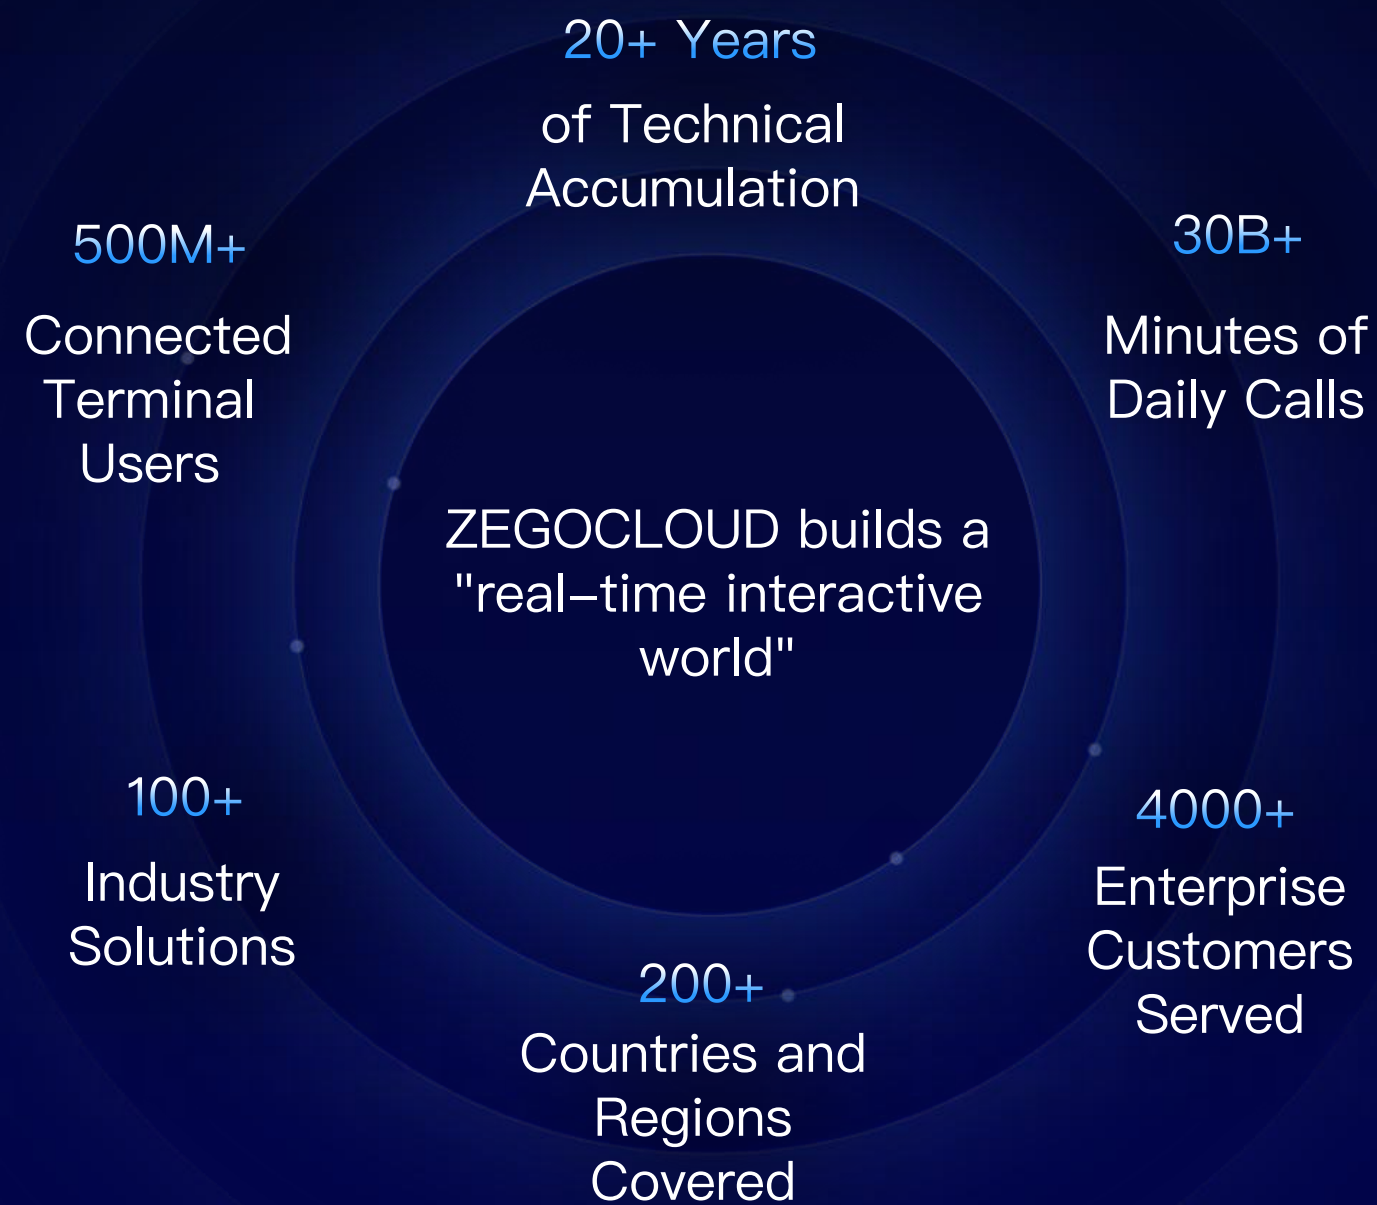 20+ Years
of Technical
Accumulation
500M+
Connected
Terminal
Users
30B+
Minutes of
Daily Calls
ZEGOCLOUD builds a
"real-time interactive
world"
100+
Industry
Solutions
4000+
Enterprise
Customers
Served
200+
Countries and
Regions
Covered